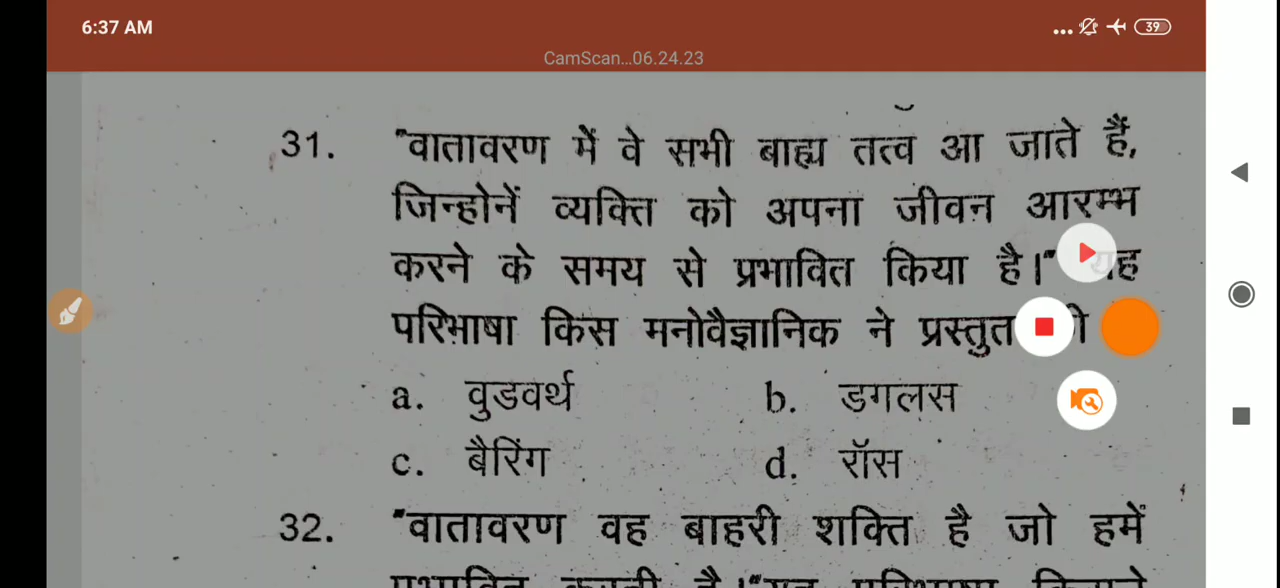 6:37 AM
39
CamScan...06.24.23
31. "वातावरण में वे सभी बाह्य तत्व आ जाते हैं,
जिन्होनें व्यक्ति को अपना जीवन आरम्भ
करने के समय से प्रभावित किया है।"
परिभाषा किस मनोवैज्ञानिक ने प्रस्तुत
a. वुडवर्थ b. डगलस
c. बैरिंग d. रॉस
32. "वातावरण वह बाहरी शक्ति है जो हमें